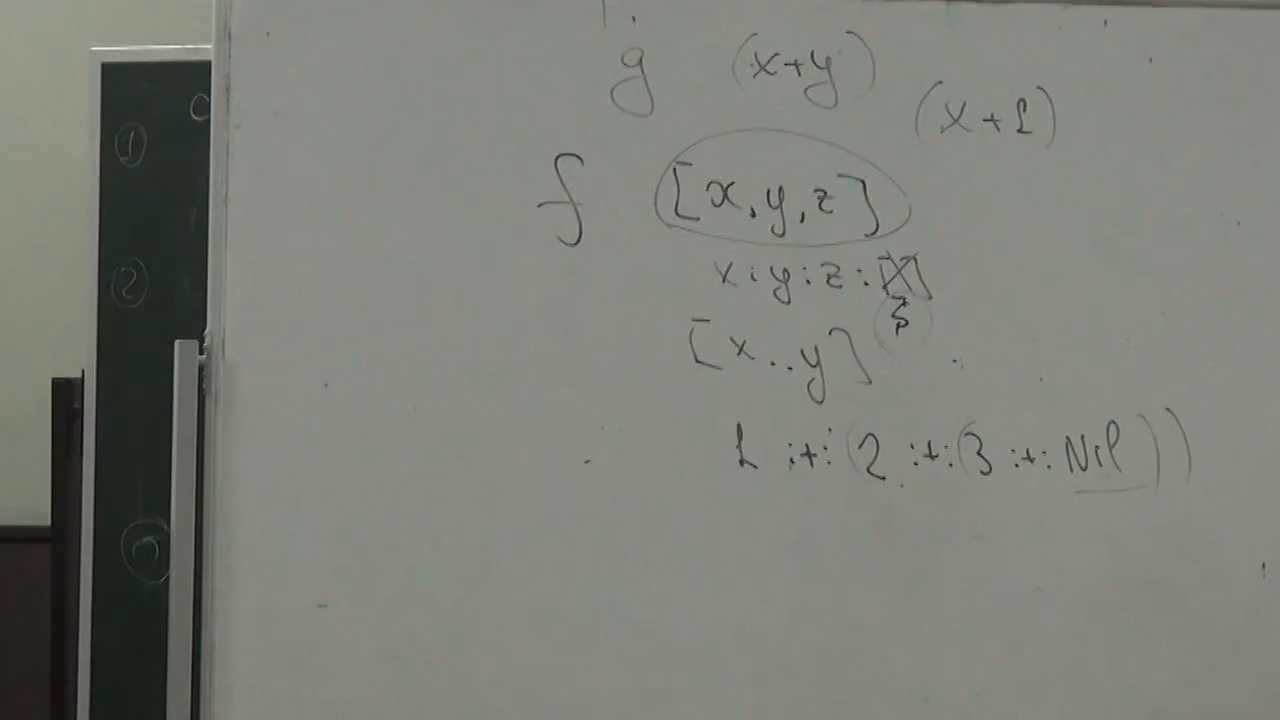 g (x+y)
(x+1)
f [x,y,z]
x:y:z:
[x..y]
1 :+: (2 :+: (3 :+: Nil))
①
②